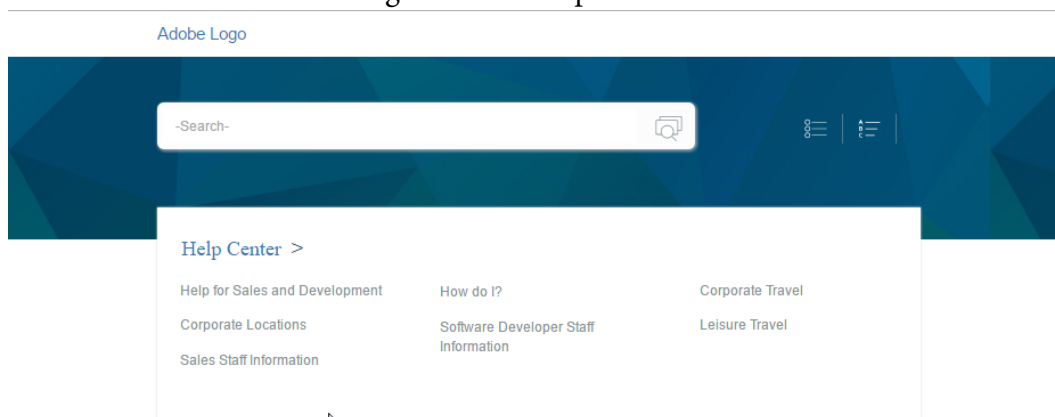 Adobe Logo
-Search-
A
B
C
Help Center >
Help for Sales and Development
How do I?
Corporate Travel
Corporate Locations
Software Developer Staff
Information
Leisure Travel
Sales Staff Information